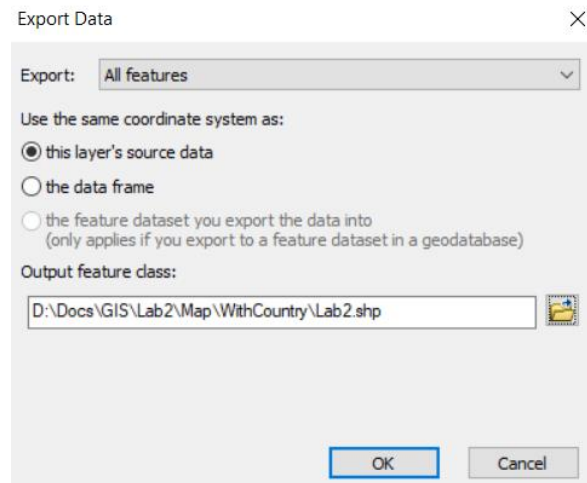 Export Data
Export: All features
Use the same coordinate system as:
this layer's source data
the data frame
the feature dataset you export the data into
(only applies if you export to a feature dataset in a geodatabase)
Output feature class:
D:\Docs\GIS\Lab2\Map\WithCountry\Lab2.shp
OK Cancel